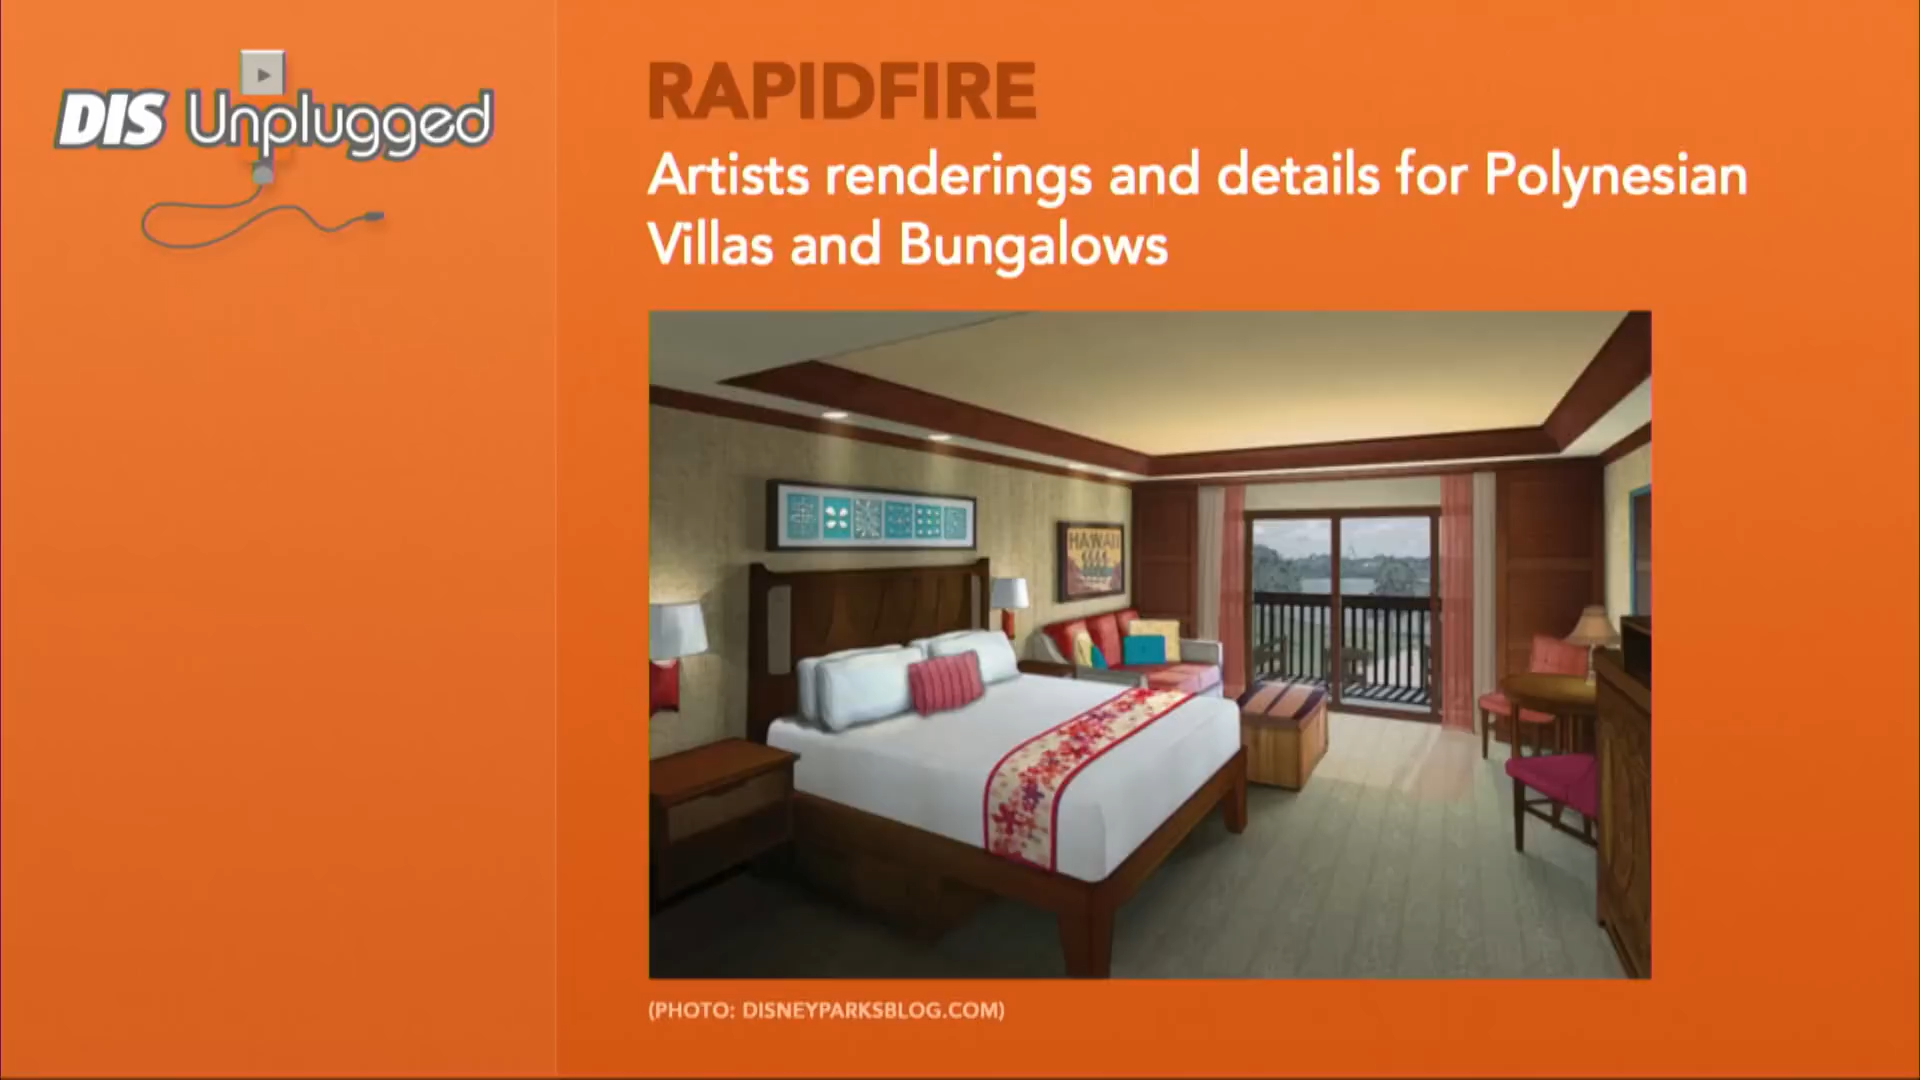 DIS Unplugged
RAPIDFIRE
Artists renderings and details for Polynesian
Villas and Bungalows
HAWAII
(PHOTO: DISNEYPARKSBLOG.COM)